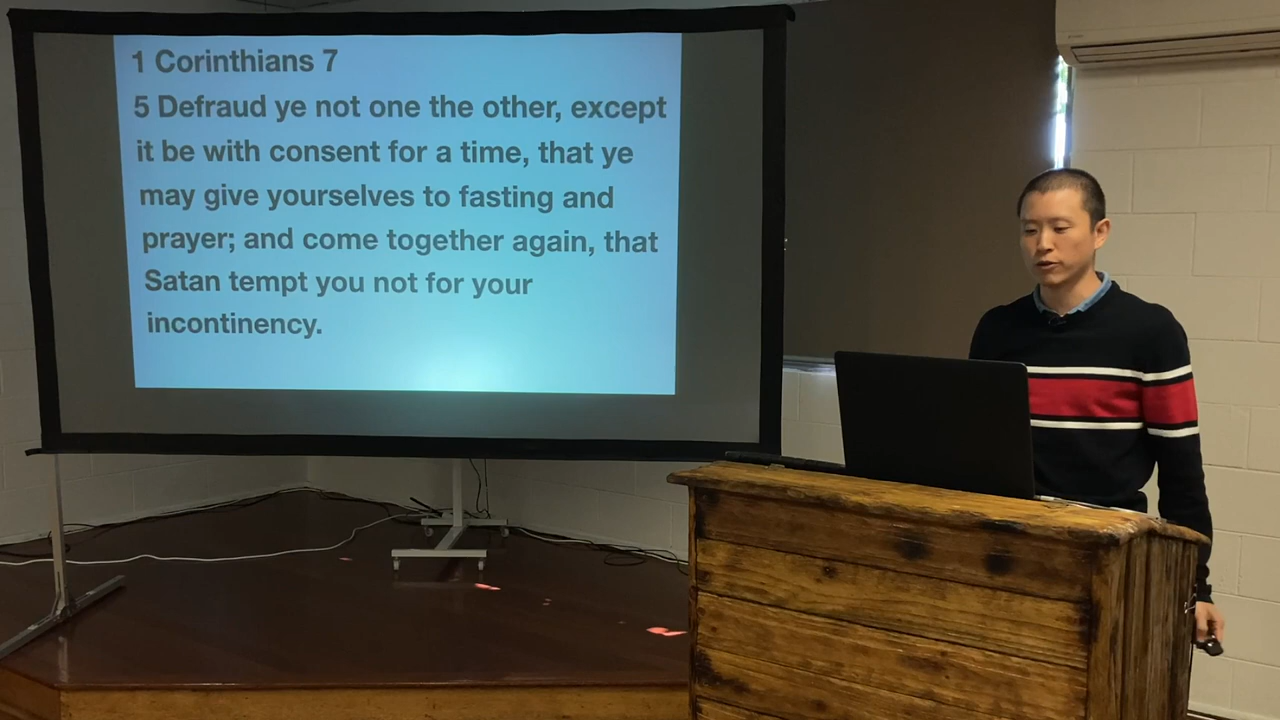 1 Corinthians 7
5 Defraud ye not one the other, except
it be with consent for a time, that ye
may give yourselves to fasting and
prayer; and come together again, that
Satan tempt you not for your
incontinency.